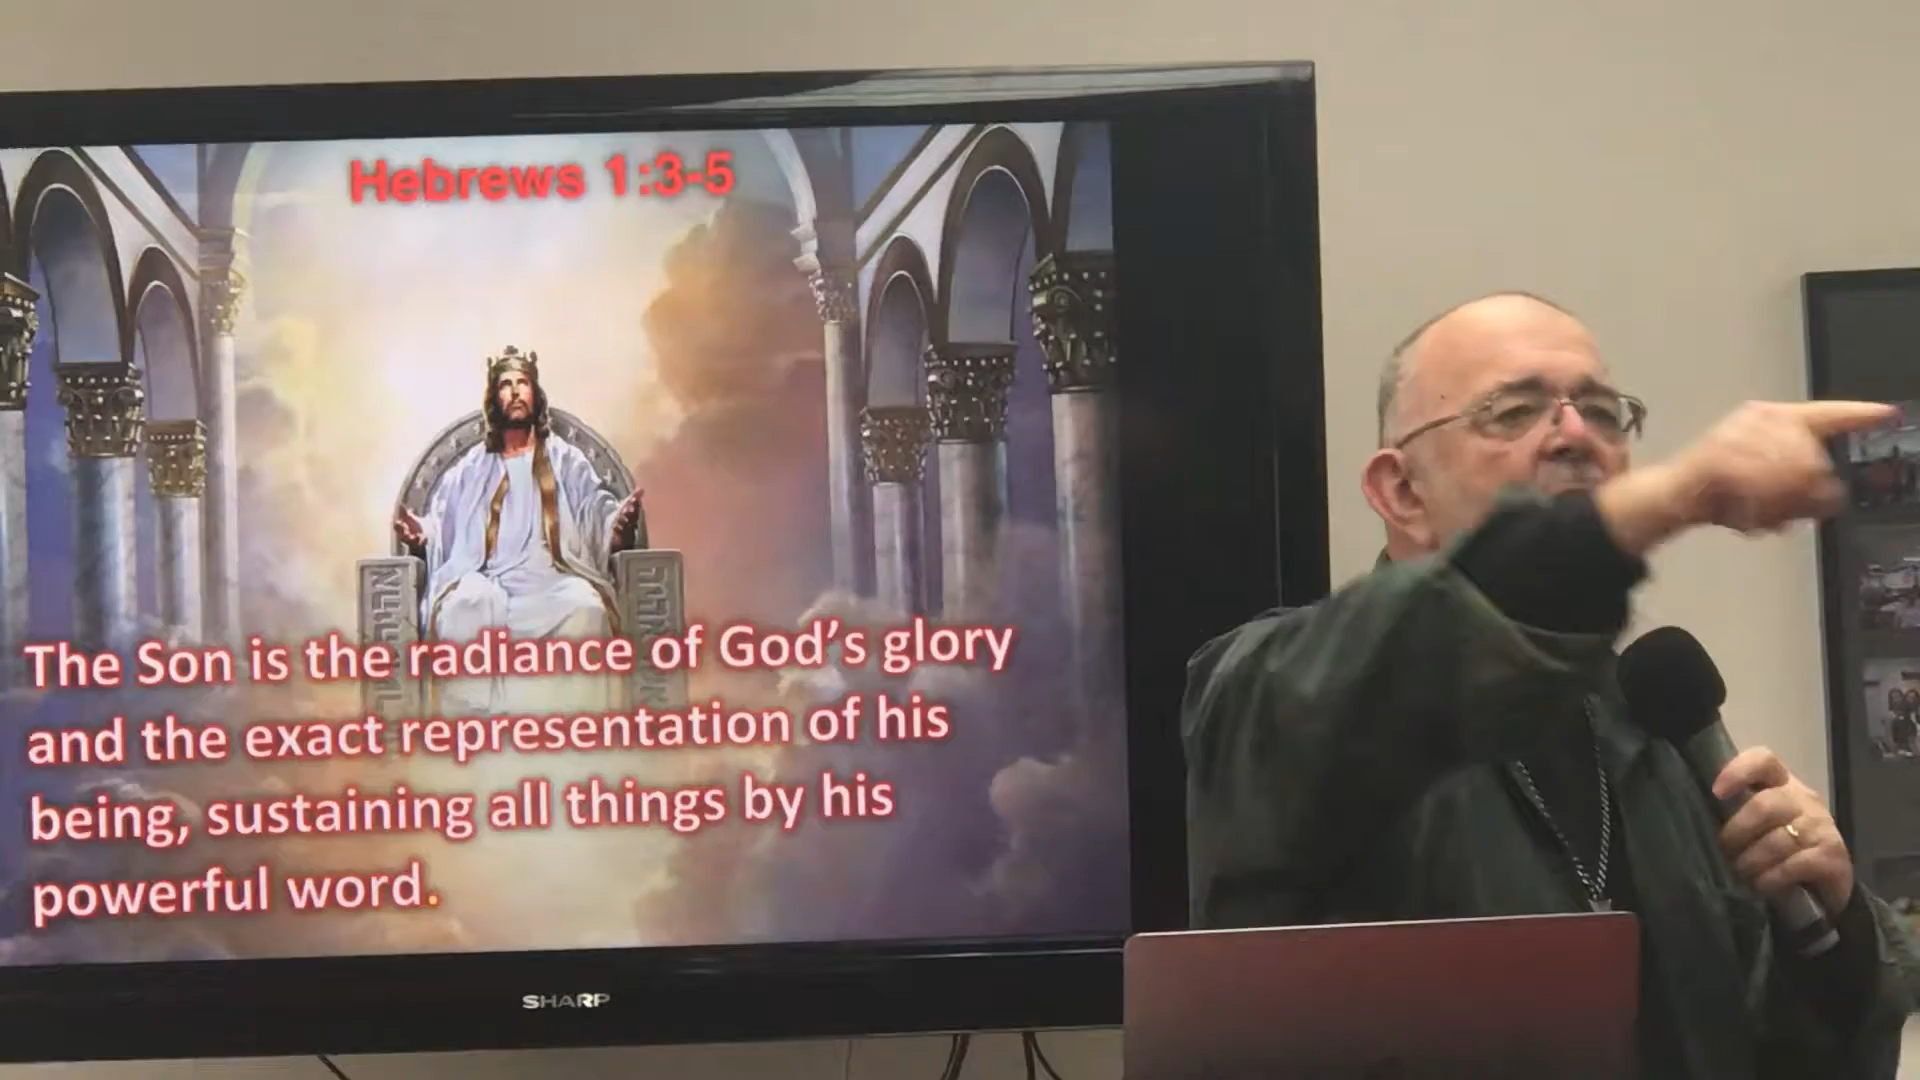 Hebrews 1:3-5
The Son is the radiance of God’s glory
and the exact representation of his
being, sustaining all things by his
powerful word.
SHARP